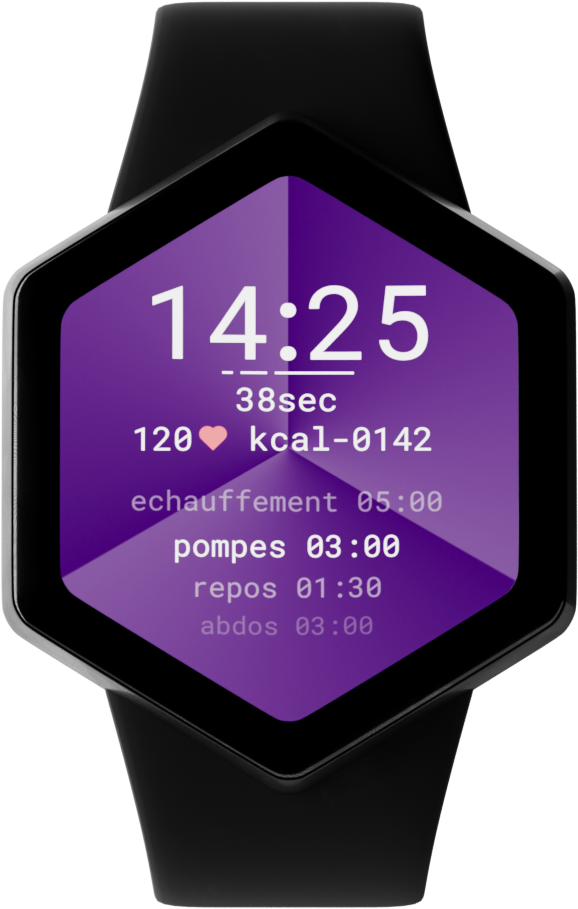 14:25
38sec
120 kcal-0142
echauffement 05:00
pompes 03:00
repos 01:30
abdos 03:00